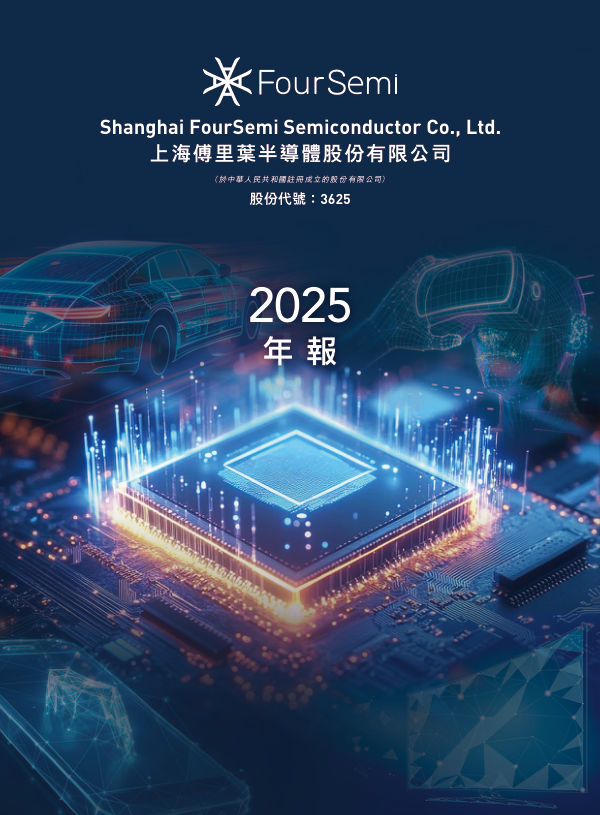 FourSemi
Shanghai FourSemi Semiconductor Co., Ltd.
上海傅里葉半導體股份有限公司
（於中華人民共和國註冊成立的股份有限公司）
股份代號：3625
2025
年報